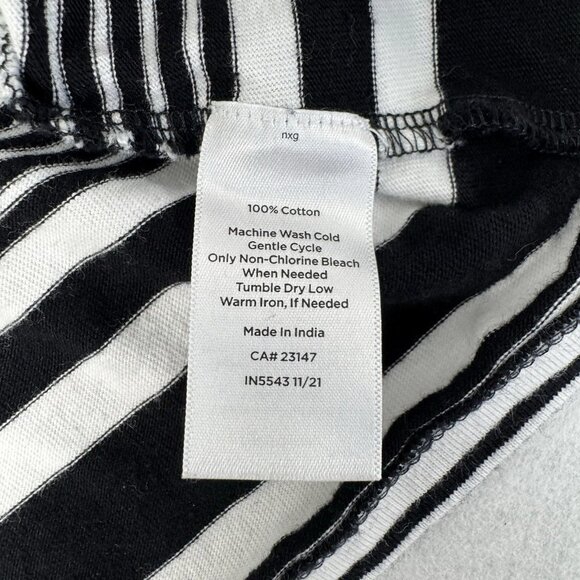 nxg
100% Cotton
Machine Wash Cold
Gentle Cycle
Only Non-Chlorine Bleach
When Needed
Tumble Dry Low
Warm Iron, If Needed
Made In India
CA# 23147
IN5543 11/21